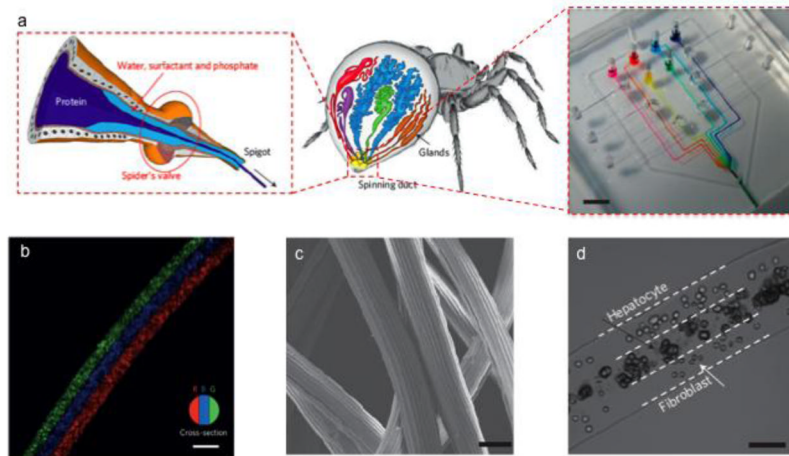 a
Water, surfactant and phosphate
Protein
Spigot
Spider's valve
Glands
Spinning duct
b
R B G
Cross-section
c
d
Hepatocyte
Fibroblast